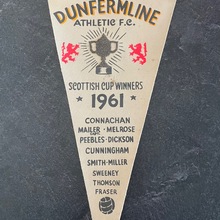 DUNFERMLINE
ATHLETIC F.C.
SCOTTISH CUP WINNERS
1961
CONNACHAN
MAILER · MELROSE
PEEBLES · DICKSON
CUNNINGHAM
SMITH · MILLER
SWEENEY
THOMSON
FRASER